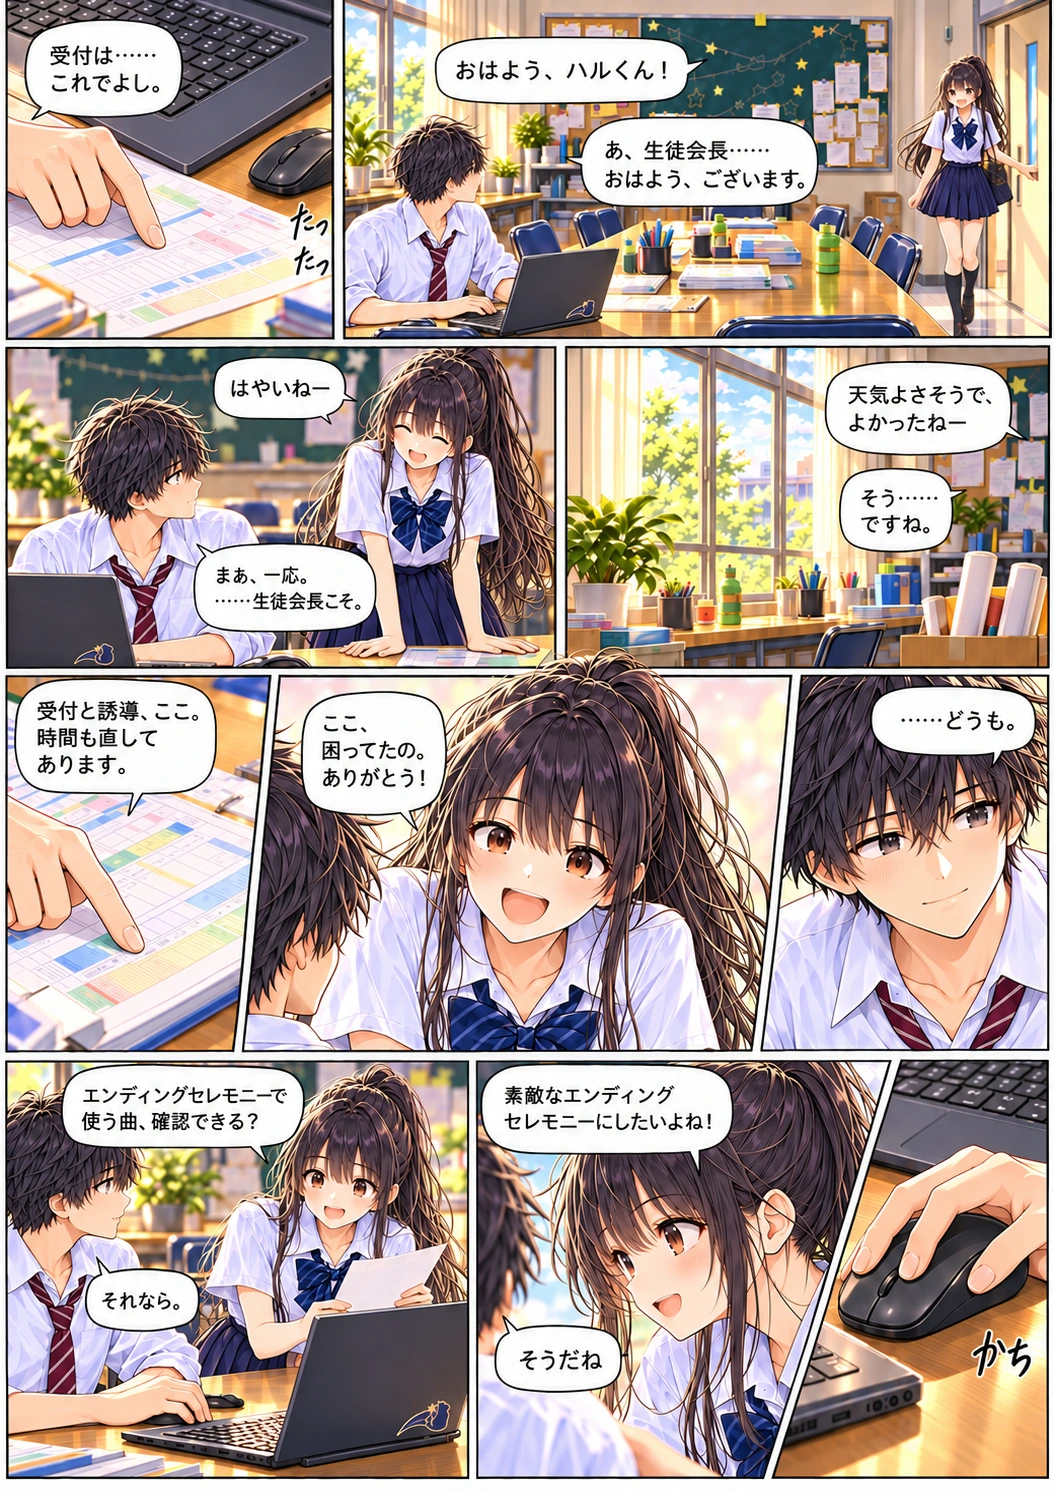 受付は……
これでよし。
たっ
たっ
おはよう、ハルくん！
あ、生徒会長……
おはよう、ございます。
はやいねー
まぁ、一応。
……生徒会長こそ。
天気よさそうで、
よかったねー
そう……
ですね。
受付と誘導、ここ。
時間も直して
あります。
ここ、
困ってたの。
ありがとう！
……どうも。
エンディングセレモニーで
使う曲、確認できる？
それなら。
素敵なエンディング
セレモニーにしたいよね！
そうだね
かち